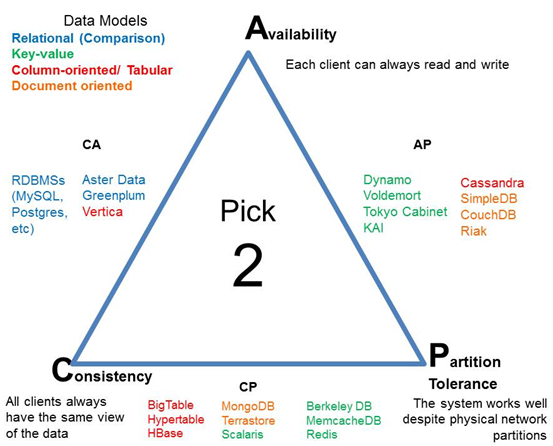 Data Models
Relational (Comparison)
Key-value
Column-oriented/ Tabular
Document oriented
Availability
Each client can always read and write
CA
RDBMSs
(MySQL,
Postgres,
etc)
Aster Data
Greenplum
Vertica
AP
Dynamo
Voldemort
Tokyo Cabinet
KAI
Cassandra
SimpleDB
CouchDB
Riak
Pick
2
Consistency
All clients always
have the same view
of the data
CP
BigTable
Hypertable
HBase
MongoDB
Terrastore
Scalaris
Berkeley DB
MemcacheDB
Redis
Partition
Tolerance
The system works well
despite physical network
partitions